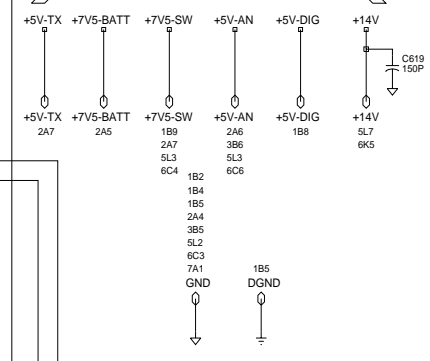 +5V-TX +7V5-BATT +7V5-SW +5V-AN +5V-DIG +14V
C619
150P
+5V-TX +7V5-BATT +7V5-SW +5V-AN +5V-DIG +14V
2A7 2A5 1B9 2A6 1B8 5L7
2A7 3B6 6K5
5L3 5L3
6C4 6C6
1B2
1B4
1B5
2A4
3B5
5L2
6C3
7A1 1B5
GND DGND